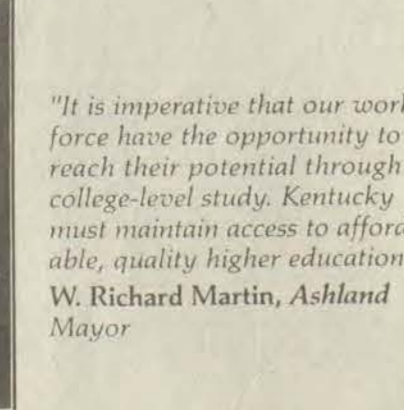 "It is imperative that our work
force have the opportunity to
reach their potential through
college-level study. Kentucky
must maintain access to afford
able, quality higher education
W. Richard Martin, Ashland
Mayor